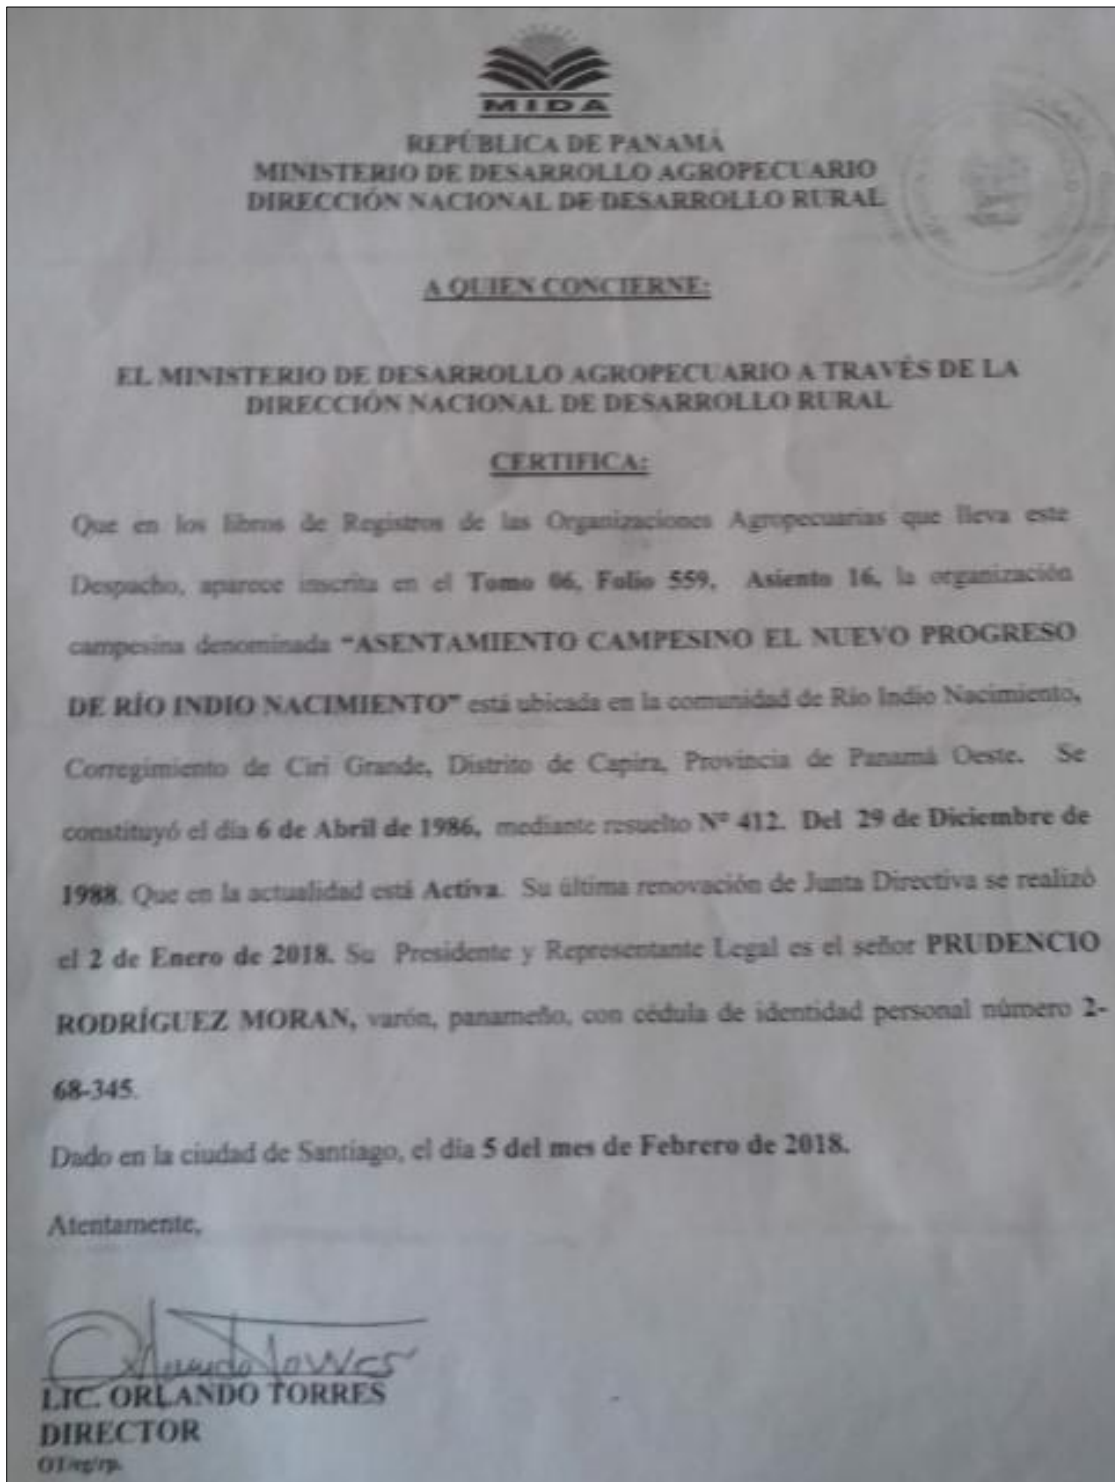 MIDA
REPÚBLICA DE PANAMÁ
MINISTERIO DE DESARROLLO AGROPECUARIO
DIRECCIÓN NACIONAL DE DESARROLLO RURAL
A QUIEN CONCIERNE:
EL MINISTERIO DE DESARROLLO AGROPECUARIO A TRAVÉS DE LA
DIRECCIÓN NACIONAL DE DESARROLLO RURAL
CERTIFICA:
Que en los libros de Registros de las Organizaciones Agropecuarias que lleva este
Despacho, aparece inscrita en el Tomo 06, Folio 559, Asiento 16, la organización
campesina denominada "ASENTAMIENTO CAMPESINO EL NUEVO PROGRESO
DE RÍO INDIO NACIMIENTO" está ubicada en la comunidad de Río Indio Nacimiento,
Corregimiento de Ciri Grande, Distrito de Capira, Provincia de Panamá Oeste. Se
constituyó el día 6 de Abril de 1986, mediante resuelto N° 412. Del 29 de Diciembre de
1988. Que en la actualidad está Activa. Su última renovación de Junta Directiva se realizó
el 2 de Enero de 2018. Su Presidente y Representante Legal es el señor PRUDENCIO
RODRÍGUEZ MORAN, varón, panameño, con cédula de identidad personal número 2-
68-345.
Dado en la ciudad de Santiago, el día 5 del mes de Febrero de 2018.
Atentamente,
Orlando Torres
LIC. ORLANDO TORRES
DIRECTOR